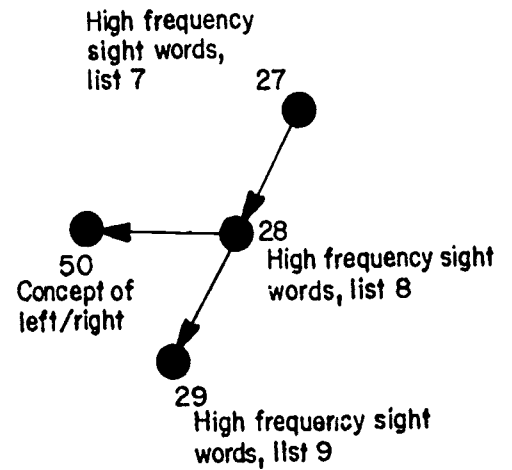 High frequency
sight words,
list 7
27
28
High frequency sight
words, list 8
50
Concept of
left/right
29
High frequency sight
words, list 9